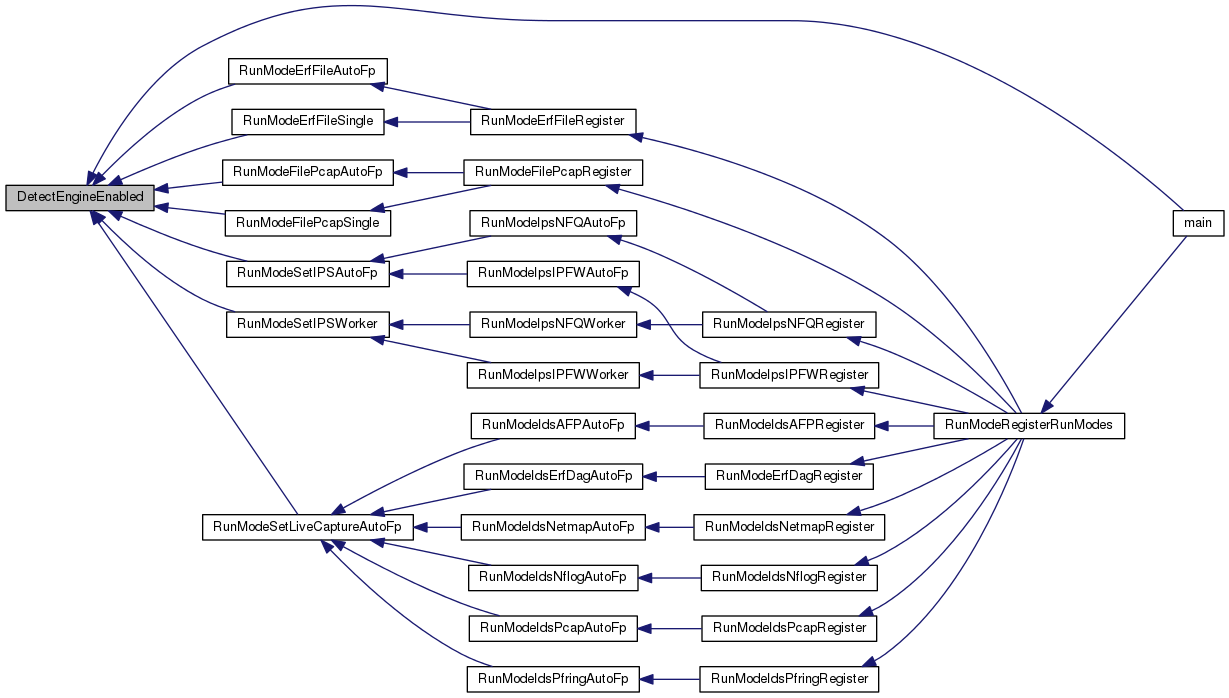 RunModeErfFileAutoFp
RunModeErfFileSingle
RunModeErfFileRegister
RunModeFilePcapAutoFp
RunModeFilePcapRegister
DetectEngineEnabled
RunModeFilePcapSingle
RunModeIpsNFQAutoFp
main
RunModeSetIPSAutoFp
RunModeIpsIPFWAutoFp
RunModeSetIPSWorker
RunModeIpsNFQWorker
RunModeIpsNFQRegister
RunModeIpsIPFWWorker
RunModeIpsIPFWRegister
RunModeIdsAFPAutoFp
RunModeIdsAFPRegister
RunModeRegisterRunModes
RunModeIdsErfDagAutoFp
RunModeErfDagRegister
RunModeSetLiveCaptureAutoFp
RunModeIdsNetmapAutoFp
RunModeIdsNetmapRegister
RunModeIdsNflogAutoFp
RunModeIdsNflogRegister
RunModeIdsPcapAutoFp
RunModeIdsPcapRegister
RunModeIdsPfringAutoFp
RunModeIdsPfringRegister